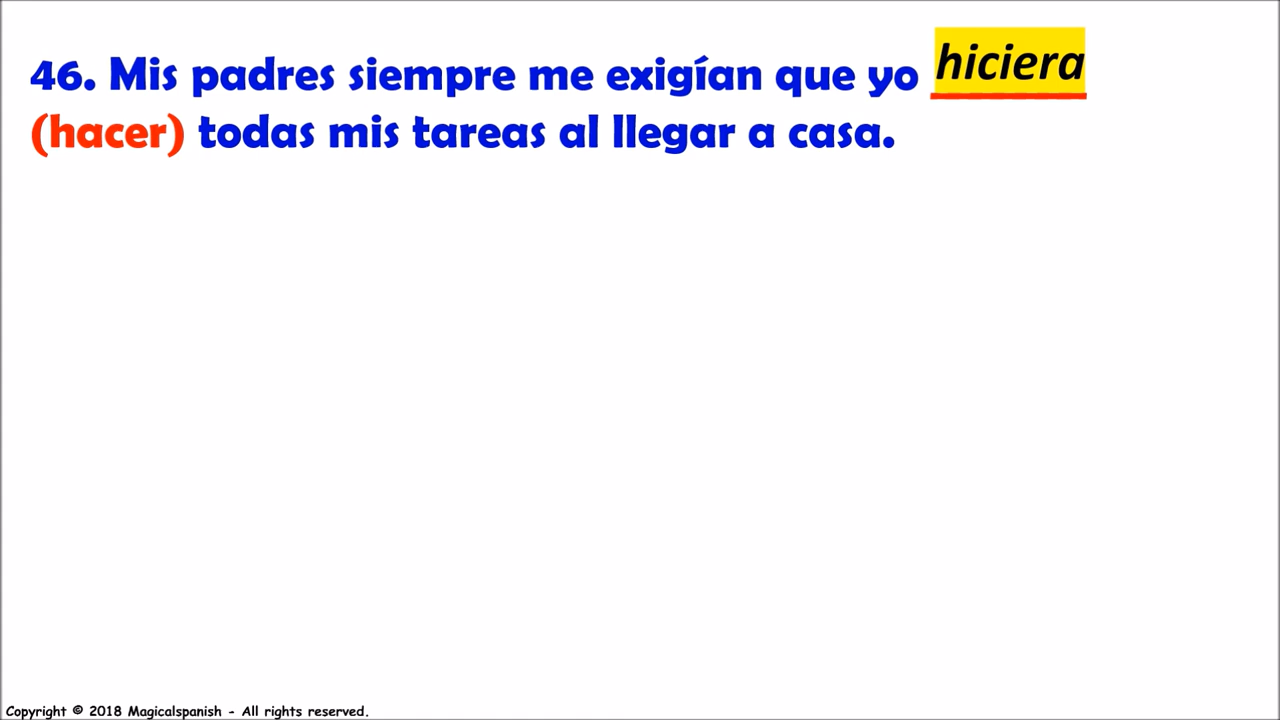 46. Mis padres siempre me exigían que yo hiciera
(hacer) todas mis tareas al llegar a casa.
Copyright © 2018 Magicalspanish - All rights reserved.